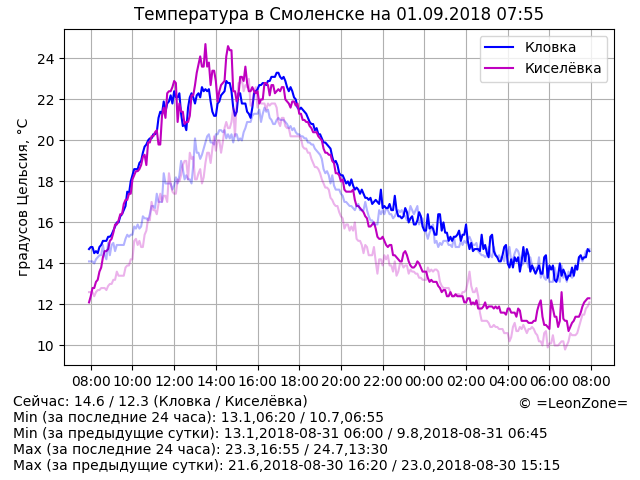 Температура в Смоленске на 01.09.2018 07:55
Кловка
Киселёвка
градусов Цельсия, °C
24
22
20
18
16
14
12
10
08:00 10:00 12:00 14:00 16:00 18:00 20:00 22:00 00:00 02:00 04:00 06:00 08:00
Сейчас: 14.6 / 12.3 (Кловка / Киселёвка)
© =LeonZone=
Min (за последние 24 часа): 13.1,06:20 / 10.7,06:55
Min (за предыдущие сутки): 13.1,2018-08-31 06:00 / 9.8,2018-08-31 06:45
Max (за последние 24 часа): 23.3,16:55 / 24.7,13:30
Max (за предыдущие сутки): 21.6,2018-08-30 16:20 / 23.0,2018-08-30 15:15